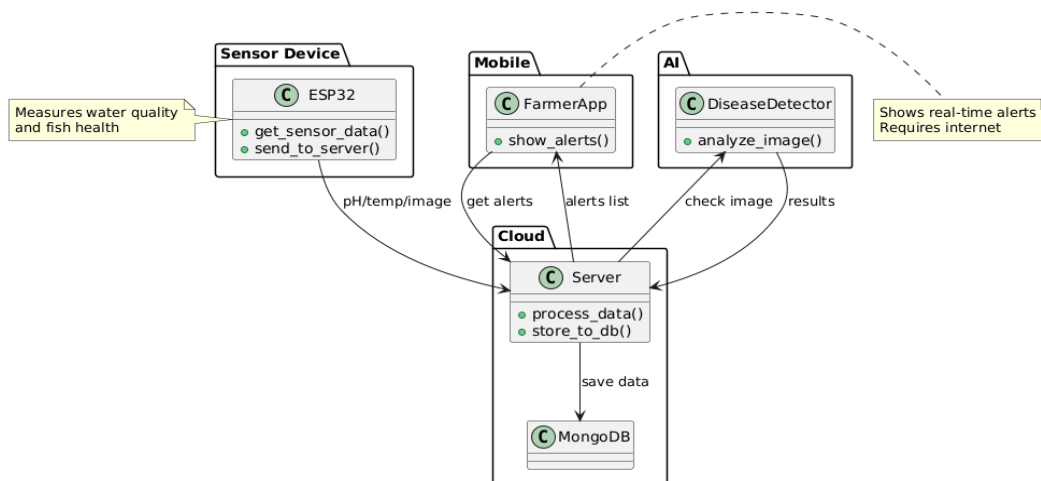 Sensor Device
Mobile
AI
C ESP32
get_sensor_data()
send_to_server()
Measures water quality
and fish health
C FarmerApp
show_alerts()
C DiseaseDetector
analyze_image()
Shows real-time alerts
Requires internet
pH/temp/image
get alerts
alerts list
check image
results
Cloud
C Server
process_data()
store_to_db()
save data
C MongoDB